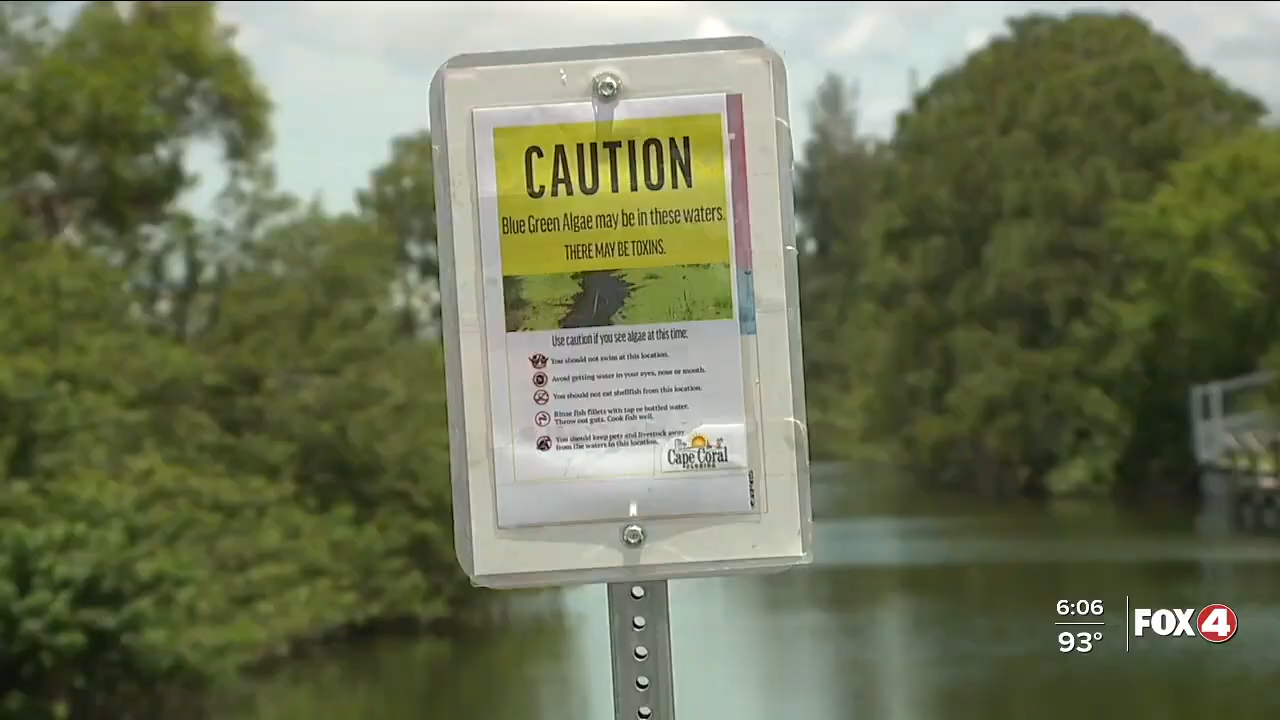 CAUTION
Blue Green Algae may be in these waters.
THERE MAY BE TOXINS.
Use caution if you see algae at this time:
You should not swim at this location.
Avoid getting water in your eyes, nose or mouth.
You should not eat shellfish from this location.
Rinse fish fillets with tap or bottled water.
Throw out guts. Cook fish well.
You should keep pets and livestock away
from the waters in this location.
Cape Coral
FLORIDA
6:06
93°
FOX 4